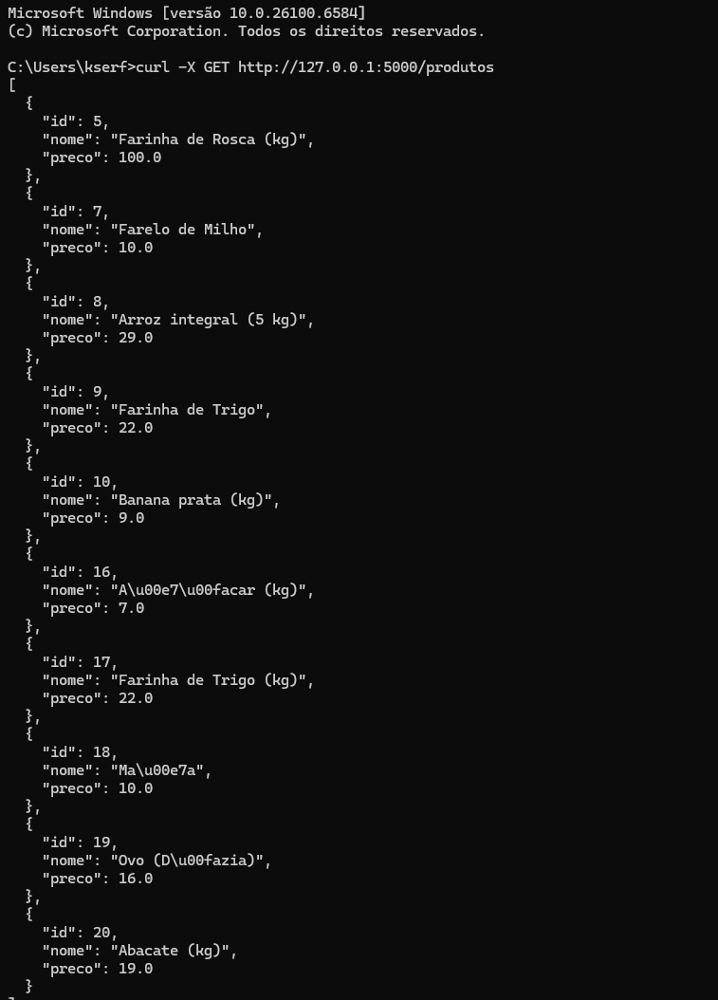 Microsoft Windows [versão 10.0.26100.6584]
(c) Microsoft Corporation. Todos os direitos reservados.
C:\Users\kserf>curl -X GET http://127.0.0.1:5000/produtos
[
  {
    "id": 5,
    "nome": "Farinha de Rosca (kg)",
    "preco": 100.0
  },
  {
    "id": 7,
    "nome": "Farelo de Milho",
    "preco": 10.0
  },
  {
    "id": 8,
    "nome": "Arroz integral (5 kg)",
    "preco": 29.0
  },
  {
    "id": 9,
    "nome": "Farinha de Trigo",
    "preco": 22.0
  },
  {
    "id": 10,
    "nome": "Banana prata (kg)",
    "preco": 9.0
  },
  {
    "id": 16,
    "nome": "A\u00e7\u00facar (kg)",
    "preco": 7.0
  },
  {
    "id": 17,
    "nome": "Farinha de Trigo (kg)",
    "preco": 22.0
  },
  {
    "id": 18,
    "nome": "Ma\u00e7a",
    "preco": 10.0
  },
  {
    "id": 19,
    "nome": "Ovo (D\u00fazia)",
    "preco": 16.0
  },
  {
    "id": 20,
    "nome": "Abacate (kg)",
    "preco": 19.0
  }
]